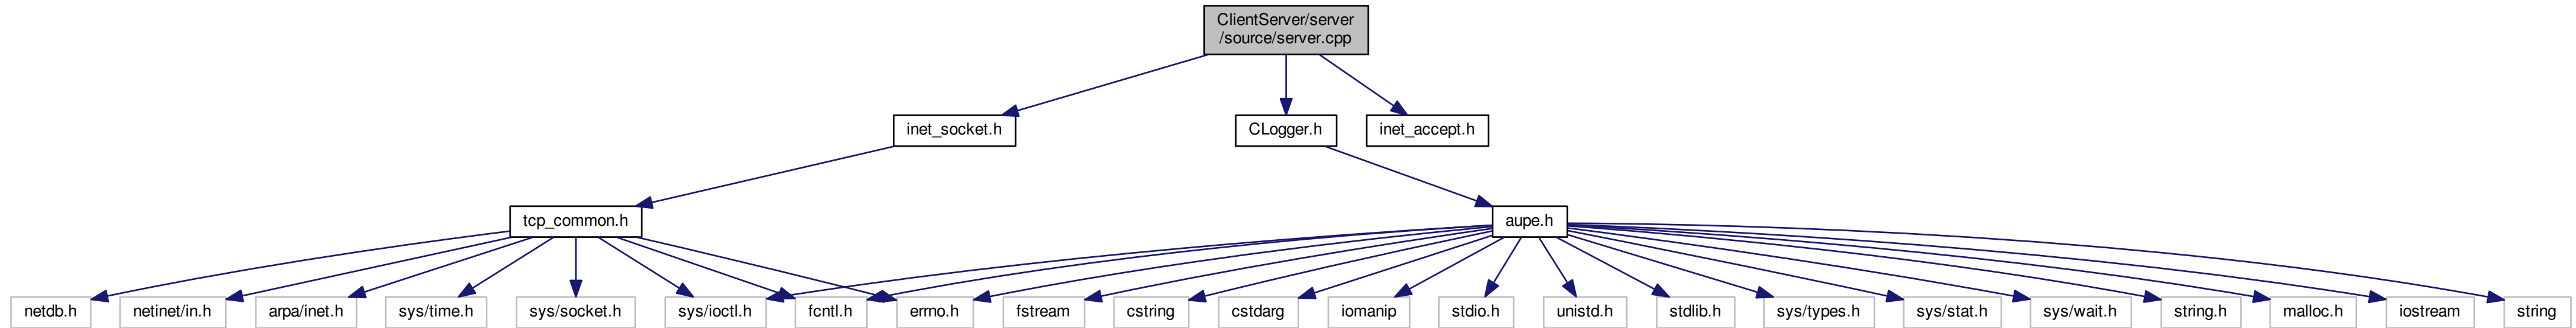 ClientServer/server
/source/server.cpp
inet_socket.h
CLogger.h
inet_accept.h
tcp_common.h
aupe.h
netdb.h
netinet/in.h
arpa/inet.h
sys/time.h
sys/socket.h
sys/ioctl.h
fcntl.h
errno.h
fstream
cstring
cstdarg
iomanip
stdio.h
unistd.h
stdlib.h
sys/types.h
sys/stat.h
sys/wait.h
string.h
malloc.h
iostream
string